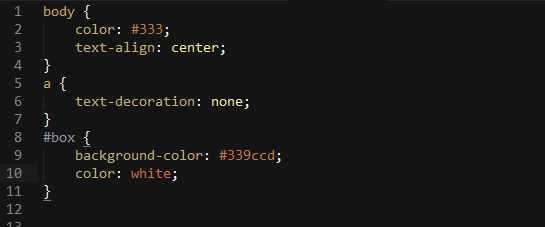 1 body {
2     color: #333;
3     text-align: center;
4 }
5 a {
6     text-decoration: none;
7 }
8 #box {
9     background-color: #339ccd;
10     color: white;
11 }
12
13